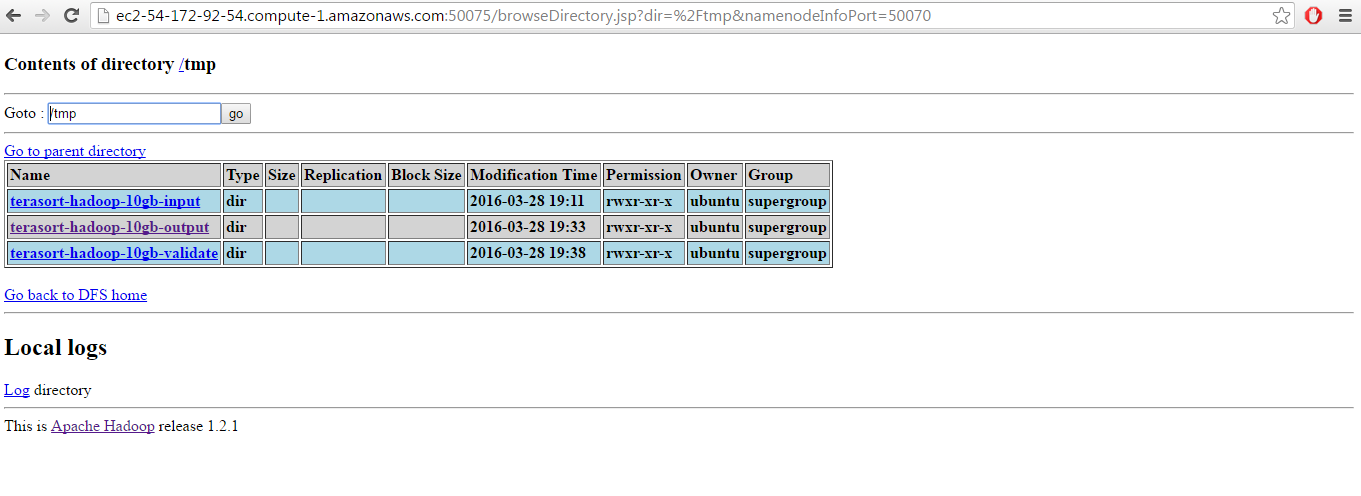 ec2-54-172-92-54.compute-1.amazonaws.com:50075/browseDirectory.jsp?dir=%2Ftmp&namenodeInfoPort=50070
Contents of directory /tmp
Goto : /tmp go
Go to parent directory
Name Type Size Replication Block Size Modification Time Permission Owner Group
terasort-hadoop-10gb-input dir 2016-03-28 19:11 rwxr-xr-x ubuntu supergroup
terasort-hadoop-10gb-output dir 2016-03-28 19:33 rwxr-xr-x ubuntu supergroup
terasort-hadoop-10gb-validate dir 2016-03-28 19:38 rwxr-xr-x ubuntu supergroup
Go back to DFS home
Local logs
Log directory
This is Apache Hadoop release 1.2.1